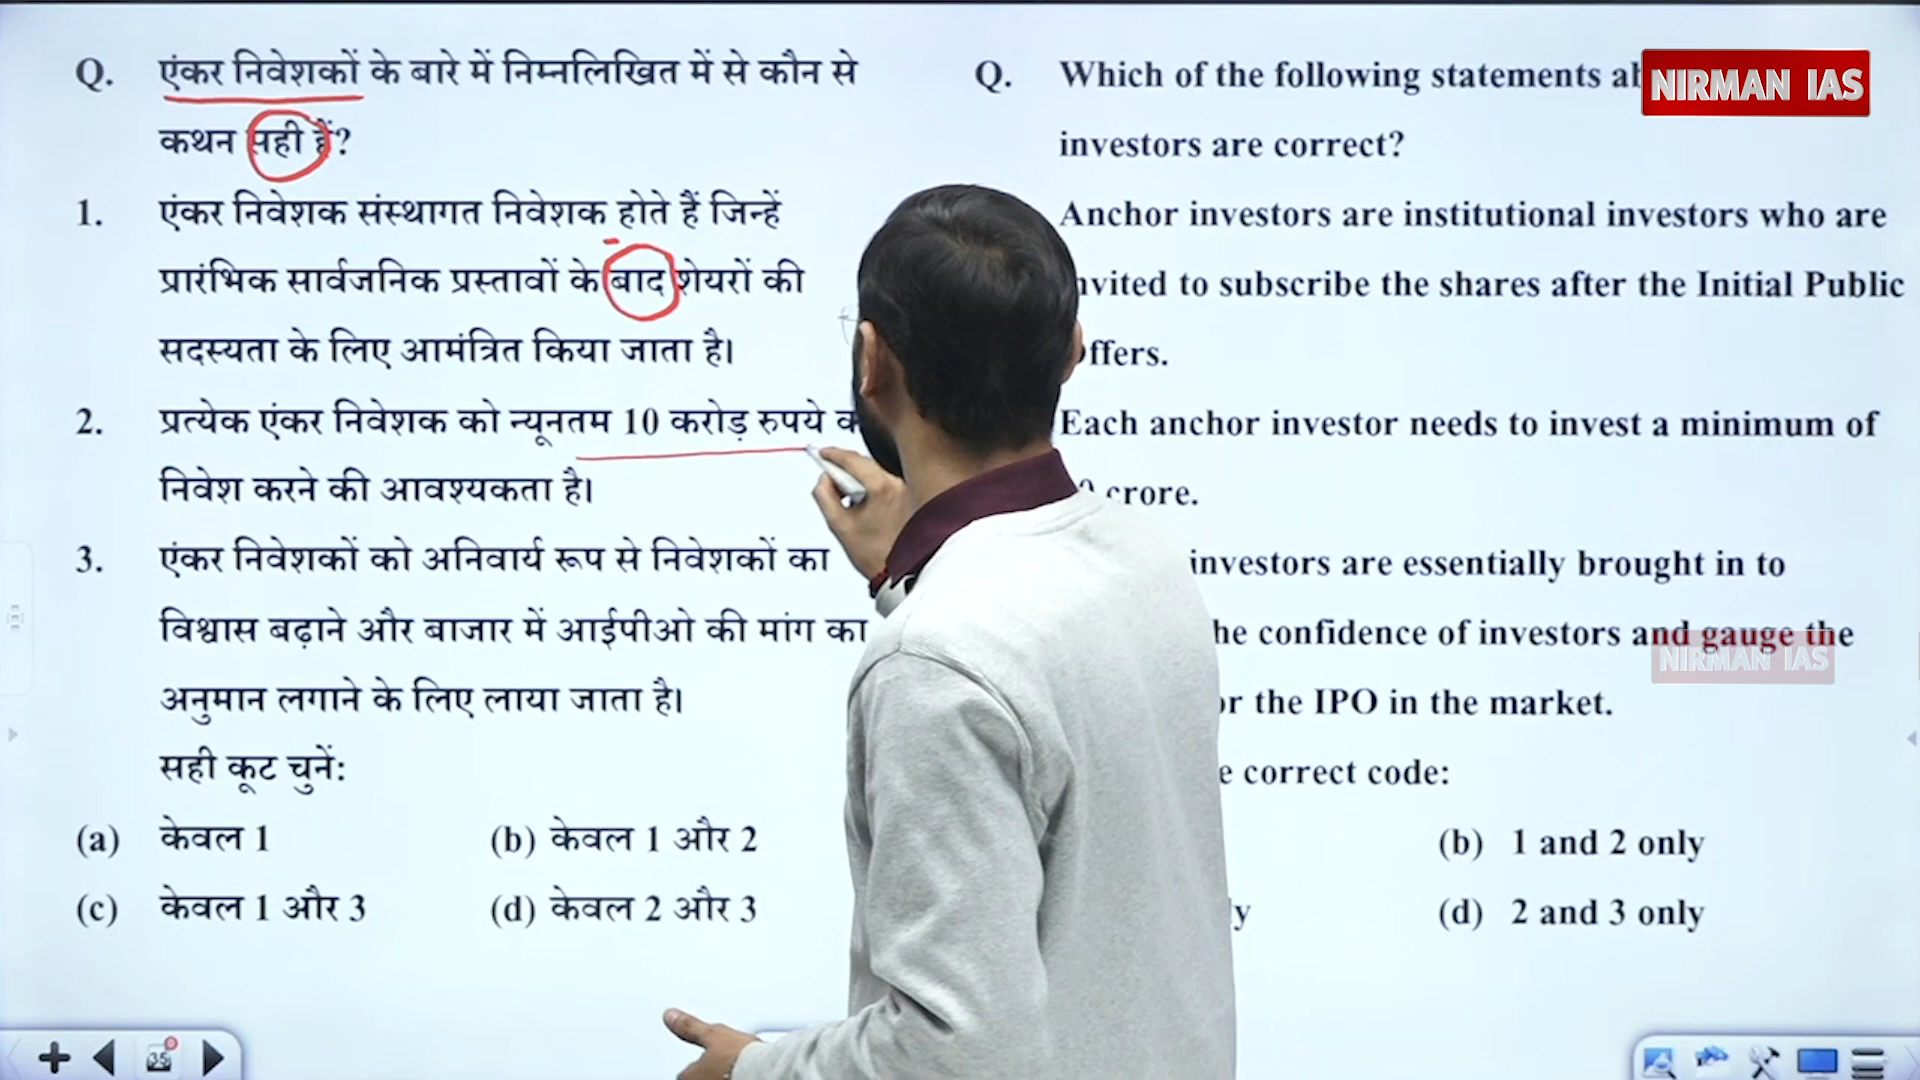 Q. एंकर निवेशकों के बारे में निम्नलिखित में से कौन से
कथन सही हैं?
1. एंकर निवेशक संस्थागत निवेशक होते हैं जिन्हें
प्रारंभिक सार्वजनिक प्रस्तावों के बाद शेयरों की
सदस्यता के लिए आमंत्रित किया जाता है।
2. प्रत्येक एंकर निवेशक को न्यूनतम 10 करोड़ रुपये
निवेश करने की आवश्यकता है।
3. एंकर निवेशकों को अनिवार्य रूप से निवेशकों का
विश्वास बढ़ाने और बाजार में आईपीओ की मांग का
अनुमान लगाने के लिए लाया जाता है।
सही कूट चुनें:
(a) केवल 1 (b) केवल 1 और 2
(c) केवल 1 और 3 (d) केवल 2 और 3
Q. Which of the following statements
investors are correct?
Anchor investors are institutional investors who are
to subscribe the shares after the Initial Public
Each anchor investor needs to invest a minimum of
crore.
investors are essentially brought in to
confidence of investors and gauge the
the IPO in the market.
correct code:
(b) 1 and 2 only
(d) 2 and 3 only
NIRMAN IAS
NIRMAN IAS
35